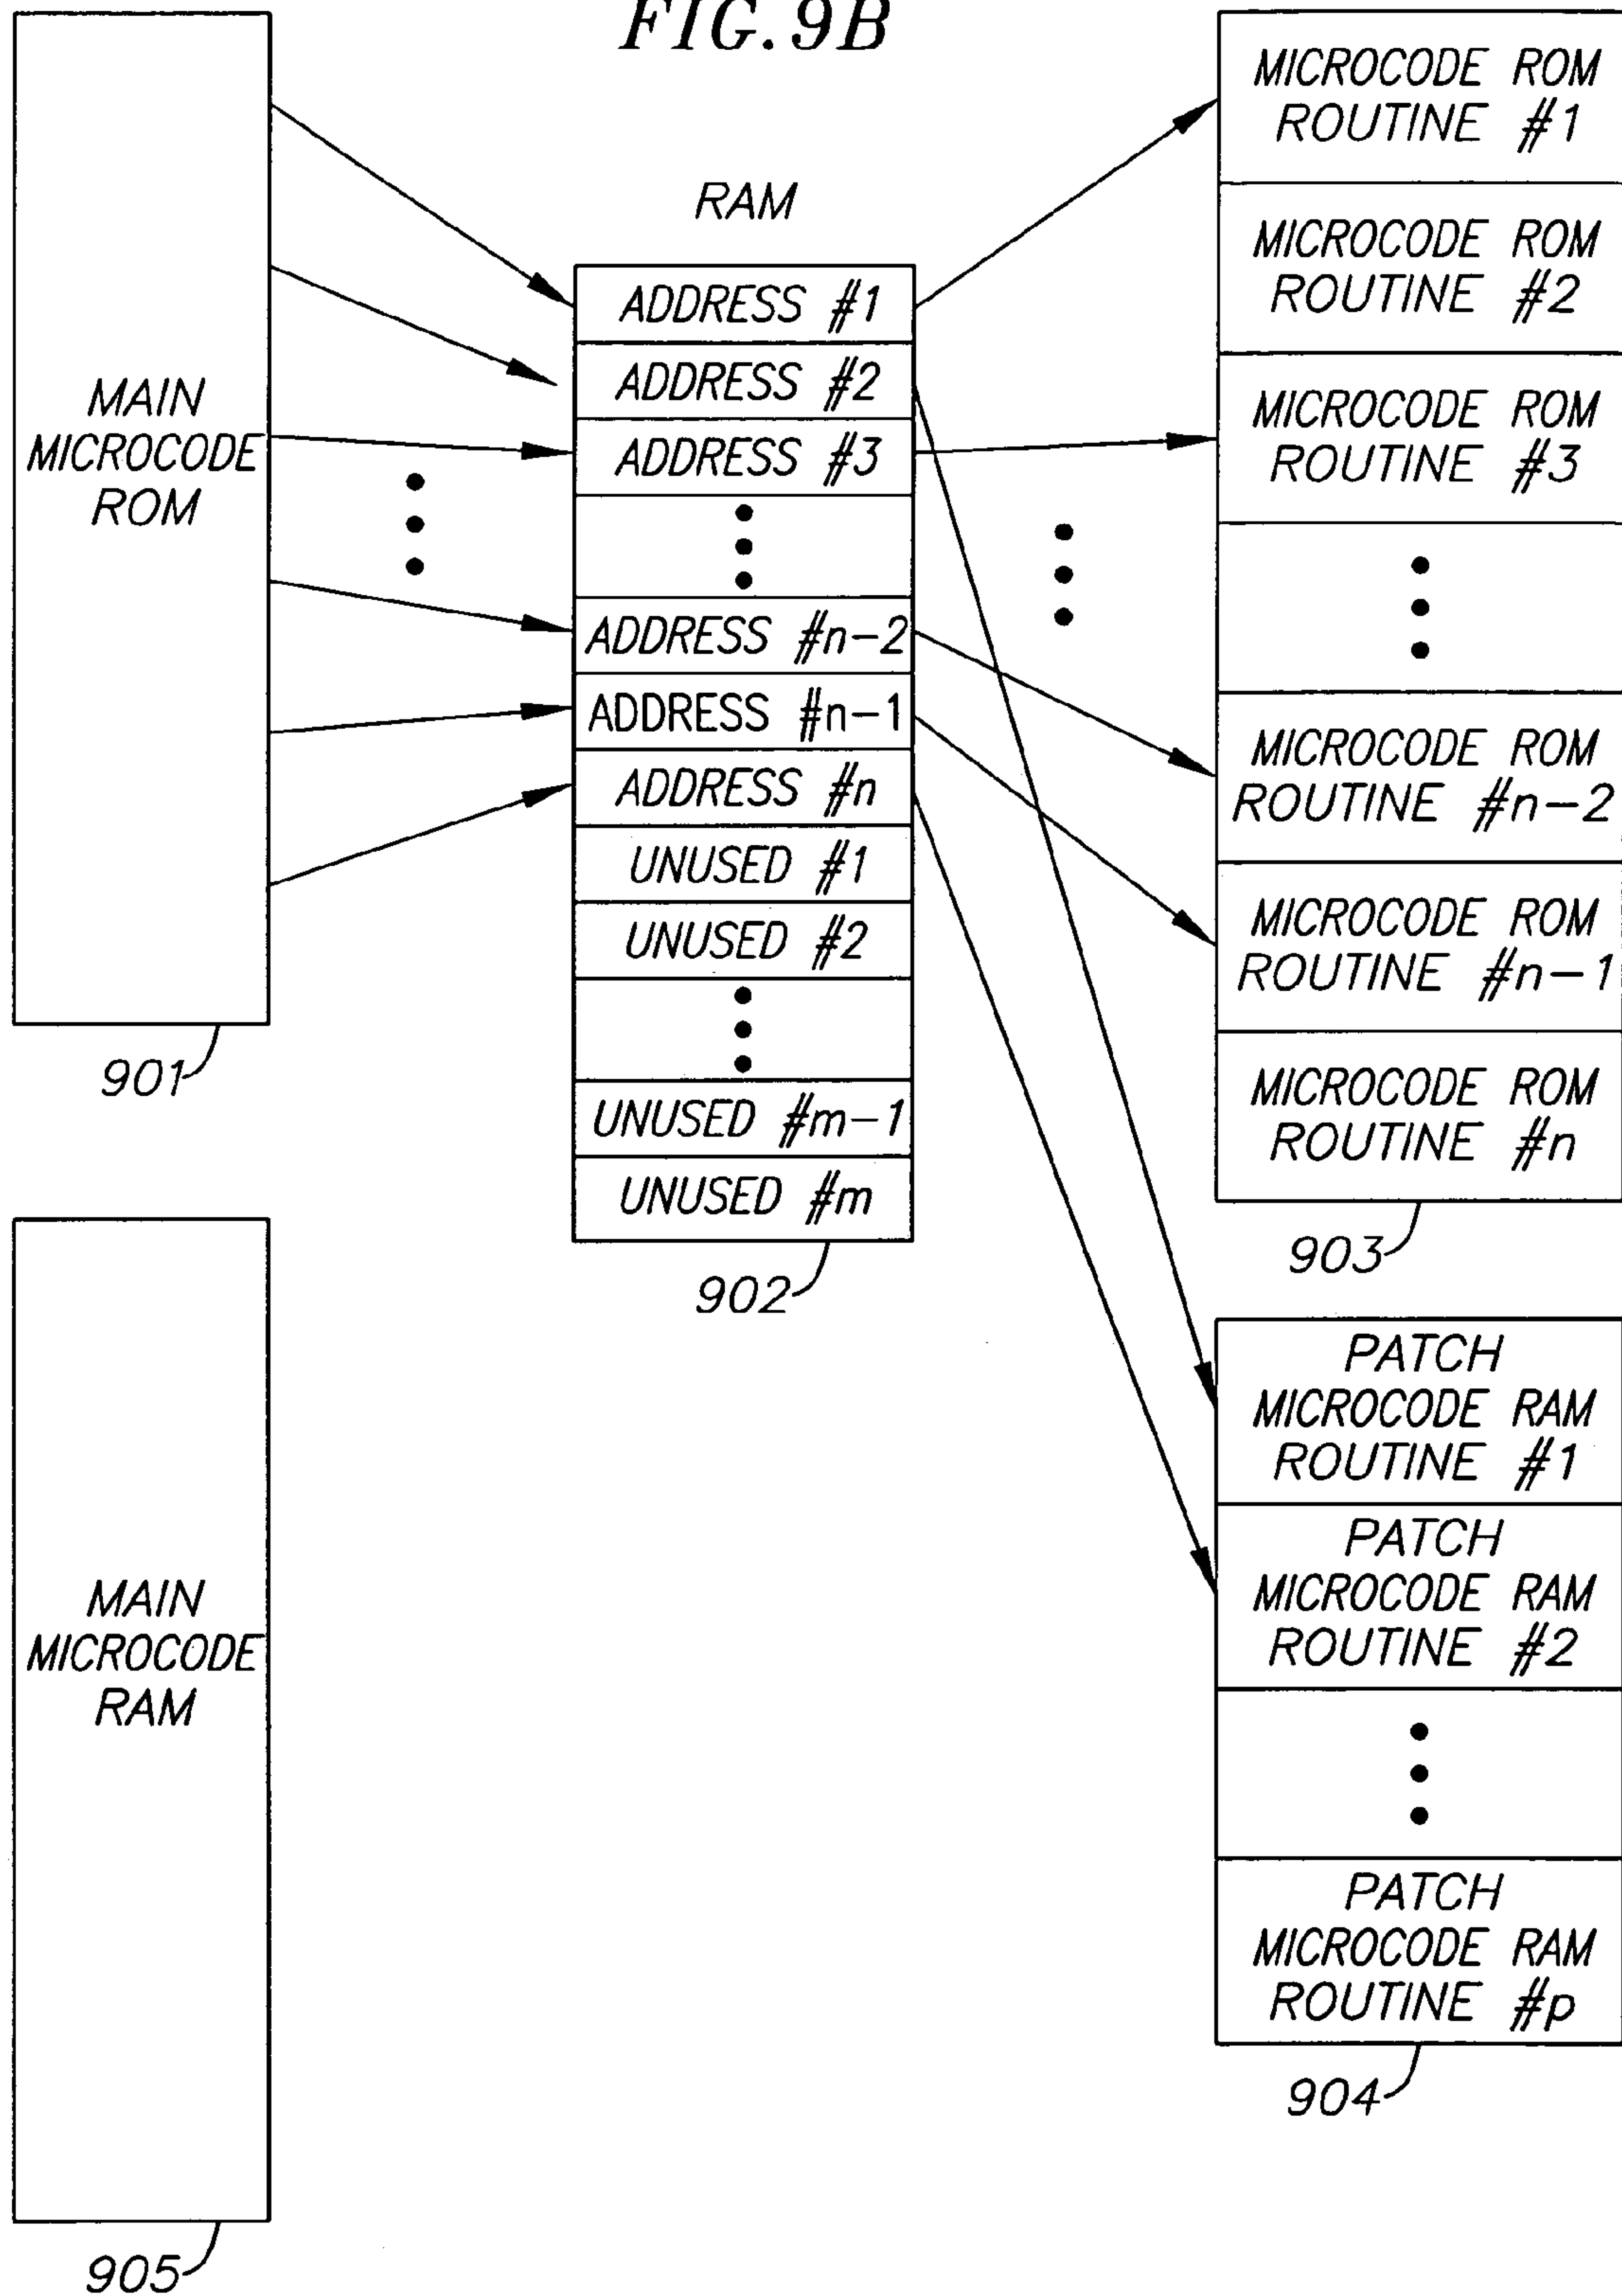 FIG. 9B
MAIN
MICROCODE
ROM
901
MAIN
MICROCODE
RAM
905
RAM
ADDRESS #1
ADDRESS #2
ADDRESS #3
ADDRESS #n-2
ADDRESS #n-1
ADDRESS #n
UNUSED #1
UNUSED #2
UNUSED #m-1
UNUSED #m
902
MICROCODE ROM
ROUTINE #1
MICROCODE ROM
ROUTINE #2
MICROCODE ROM
ROUTINE #3
MICROCODE ROM
ROUTINE #n-2
MICROCODE ROM
ROUTINE #n-1
MICROCODE ROM
ROUTINE #n
903
PATCH
MICROCODE RAM
ROUTINE #1
PATCH
MICROCODE RAM
ROUTINE #2
PATCH
MICROCODE RAM
ROUTINE #p
904